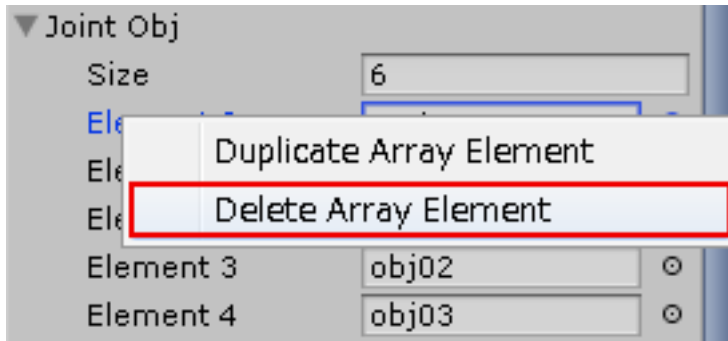 Joint Obj
Size 6
Duplicate Array Element
Delete Array Element
Element 3 obj02
Element 4 obj03